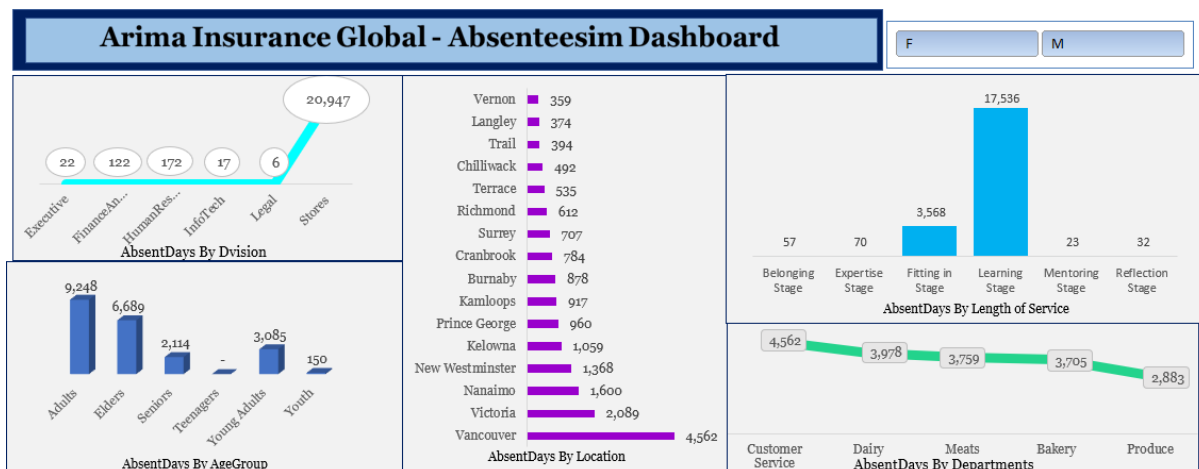 Arima Insurance Global - Absenteesim Dashboard
F
M
20,947
22
122
172
17
6
Executive
FinanceAn...
HumanRes...
InfoTech
Legal
Stores
AbsentDays By Dvision
9,248
6,689
2,114
-
3,085
150
Adults
Elders
Seniors
Teenagers
Young Adults
Youth
AbsentDays By AgeGroup
Vernon 359
Langley 374
Trail 394
Chilliwack 492
Terrace 535
Richmond 612
Surrey 707
Cranbrook 784
Burnaby 878
Kamloops 917
Prince George 960
Kelowna 1,059
New Westminster 1,368
Nanaimo 1,600
Victoria 2,089
Vancouver 4,562
AbsentDays By Location
17,536
3,568
57
70
23
32
Belonging
Stage
Expertise
Stage
Fitting in
Stage
Learning
Stage
Mentoring
Stage
Reflection
Stage
AbsentDays By Length of Service
4,562
3,978
3,759
3,705
2,883
Customer
Service
Dairy
Meats
Bakery
Produce
AbsentDays By Departments